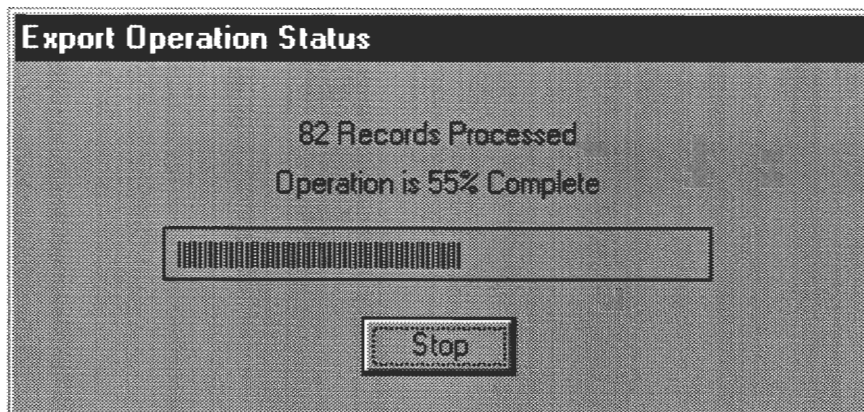 Export Operation Status
82 Records Processed
Operation is 55% Complete
Stop